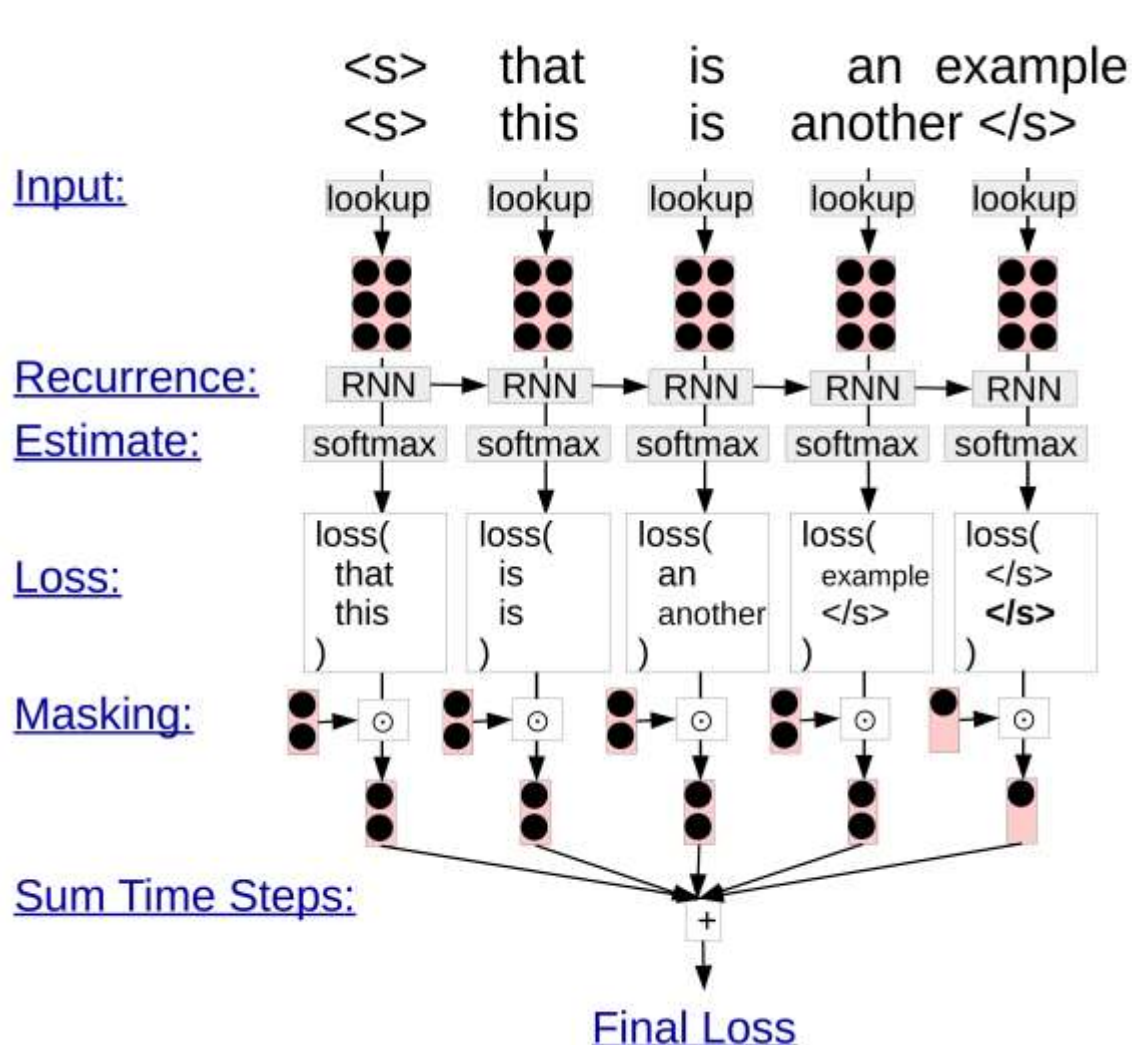 <s> that is an example
<s> this is another </s>
Input:
lookup lookup lookup lookup lookup
Recurrence:
RNN RNN RNN RNN RNN
Estimate:
softmax softmax softmax softmax softmax
Loss:
loss( loss( loss( loss( loss(
that is an example </s>
this is another </s> </s>
) ) ) ) )
Masking:
⊙ ⊙ ⊙ ⊙ ⊙
Sum Time Steps:
+
Final Loss